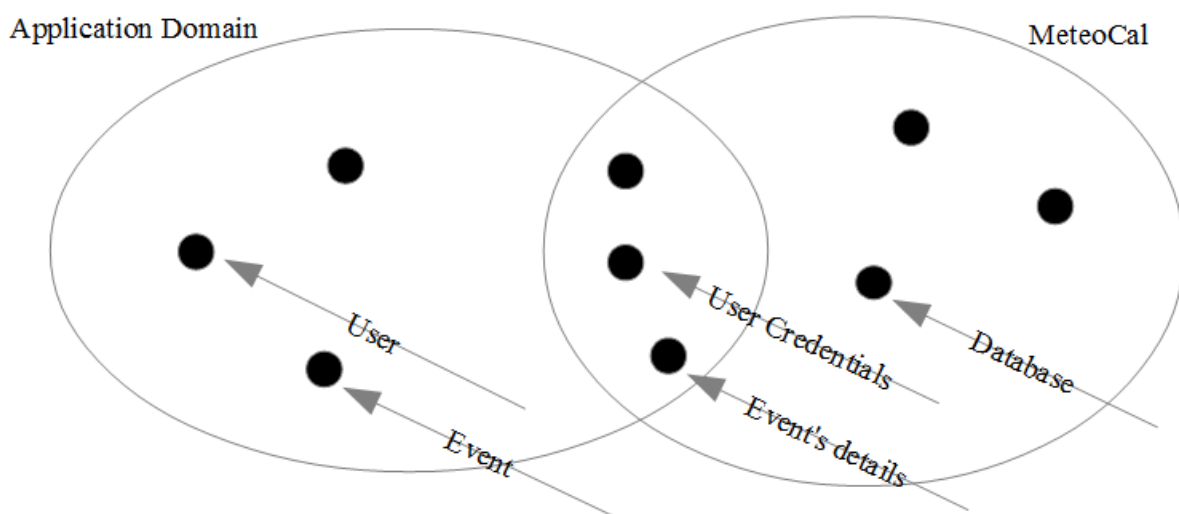 Application Domain
MeteoCal
User
Event
User Credentials
Event's details
Database